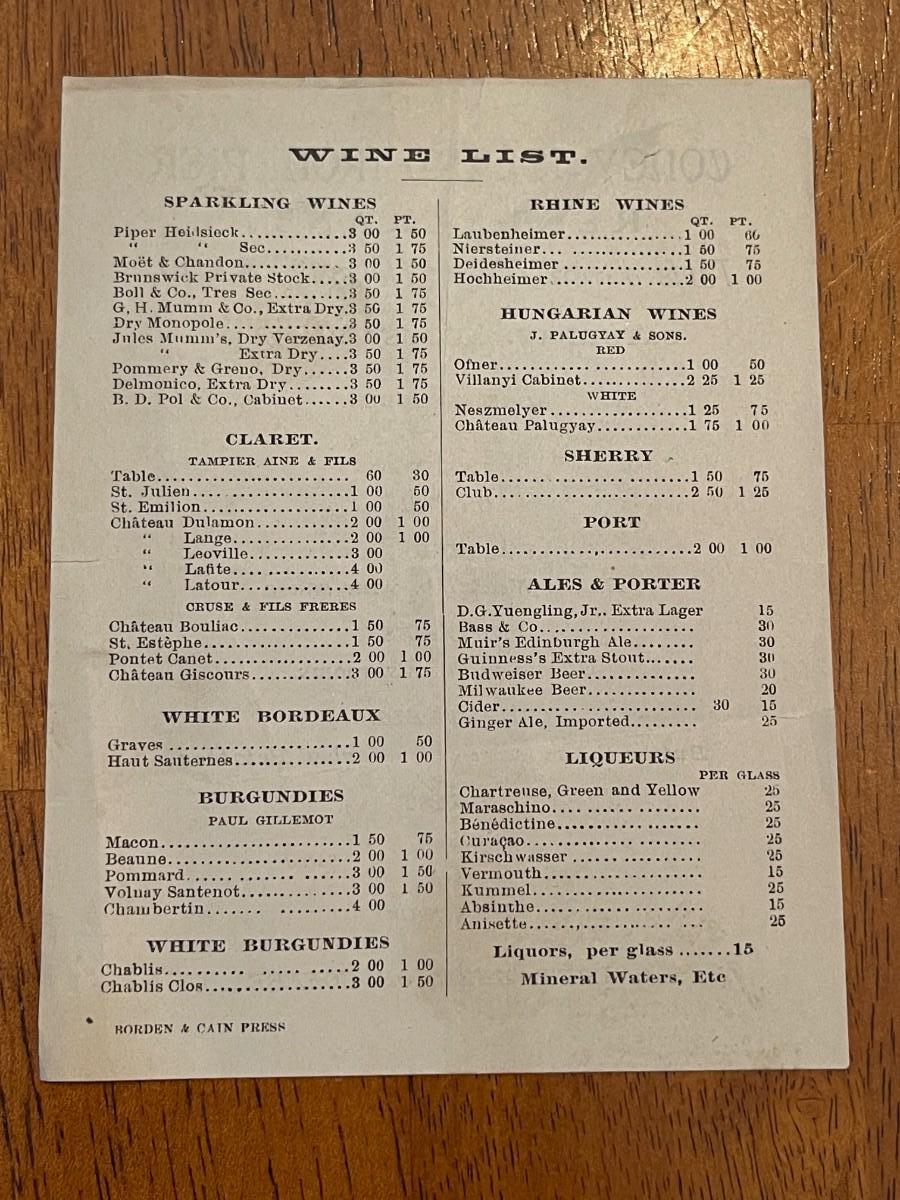 WINE LIST.
SPARKLING WINES
QT. PT.
Piper Heidsieck..............3 00 1 50
“ “ Sec...........3 50 1 75
Moët & Chandon............. 3 00 1 50
Brunswick Private Stock.....3 00 1 50
Boll & Co., Tres Sec..........3 50 1 75
G, H. Mumm & Co., Extra Dry.3 50 1 75
Dry Monopole.... ............3 50 1 75
Jules Mumm's, Dry Verzenay.3 00 1 50
“ Extra Dry....3 50 1 75
Pommery & Greno, Dry......3 50 1 75
Delmonico, Extra Dry........3 50 1 75
B. D. Pol & Co., Cabinet......3 00 1 50
CLARET.
TAMPIER AINE & FILS
Table......................... 60 30
St. Julien.... .................1 00 50
St. Emilion...................1 00 50
Château Dulamon............2 00 1 00
“ Lange...............2 00 1 00
“ Leoville.............3 00
“ Lafite...............4 00
“ Latour..............4 00
CRUSE & FILS FRERES
Château Bouliac..............1 50 75
St. Estèphe...................1 50 75
Pontet Canet.................2 00 1 00
Château Giscours.............3 00 1 75
WHITE BORDEAUX
Graves ........................1 00 50
Haut Sauternes...............2 00 1 00
BURGUNDIES
PAUL GILLEMOT
Macon.........................1 50 75
Beaune........................2 00 1 00
Pommard...... ....... ......3 00 1 50
Volnay Santenot..............3 00 1 50
Chambertin....... .........4 00
WHITE BURGUNDIES
Chablis.......... ..... .....2 00 1 00
Chablis Clos...................3 00 1 50
BORDEN & CAIN PRESS
RHINE WINES
QT. PT.
Laubenheimer...............1 00 60
Niersteiner... ...............1 50 75
Deidesheimer ................1 50 75
Hochheimer..... ...... .....2 00 1 00
HUNGARIAN WINES
J. PALUGYAY & SONS.
RED
Ofner............. ............1 00 50
Villanyi Cabinet..............2 25 1 25
WHITE
Neszmelyer...................1 25 75
Château Palugyay............1 75 1 00
SHERRY
Table..........................1 50 75
Club...........................2 50 1 25
PORT
Table..........................2 00 1 00
ALES & PORTER
D.G.Yuengling, Jr.. Extra Lager 15
Bass & Co..................... 30
Muir's Edinburgh Ale........ 30
Guinness's Extra Stout...... 30
Budweiser Beer.............. 30
Milwaukee Beer.............. 20
Cider.......................... 30 15
Ginger Ale, Imported........ 25
LIQUEURS
PER GLASS
Chartreuse, Green and Yellow 25
Maraschino.... .............. 25
Bénédictine.................. 25
Curaçao....................... 25
Kirschwasser ...... .......... 25
Vermouth.................... 15
Kummel...................... 25
Absinthe..................... 15
Anisette.................. ... 25
Liquors, per glass .......15
Mineral Waters, Etc